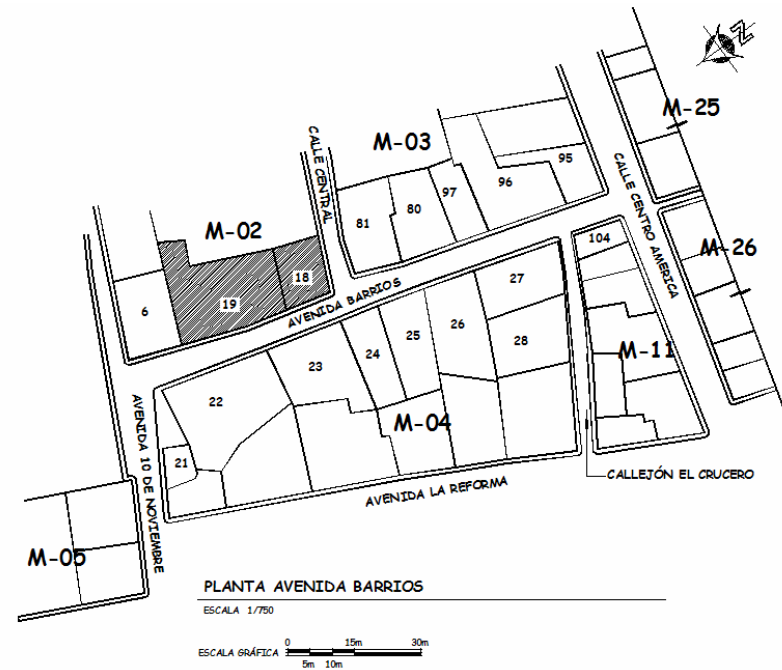 Z
M-25
M-03
CALLE CENTRAL
95
97
96
80
81
CALLE CENTRO AMERICA
M-02
104
M-26
18
19
6
AVENIDA BARRIOS
27
28
26
25
24
23
22
21
M-11
M-04
AVENIDA 10 DE NOVIEMBRE
CALLEJÓN EL CRUCERO
AVENIDA LA REFORMA
M-05
PLANTA AVENIDA BARRIOS
ESCALA 1/750
ESCALA GRÁFICA
0 15m 30m
5m 10m